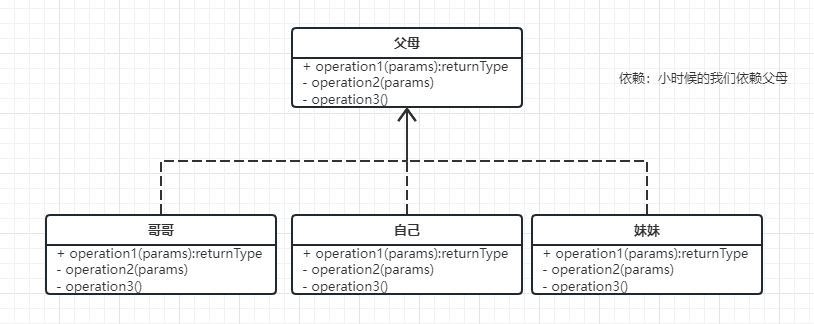 父母
+ operation1(params):returnType
- operation2(params)
- operation3()
依赖：小时候的我们依赖父母
哥哥
+ operation1(params):returnType
- operation2(params)
- operation3()
自己
+ operation1(params):returnType
- operation2(params)
- operation3()
妹妹
+ operation1(params):returnType
- operation2(params)
- operation3()